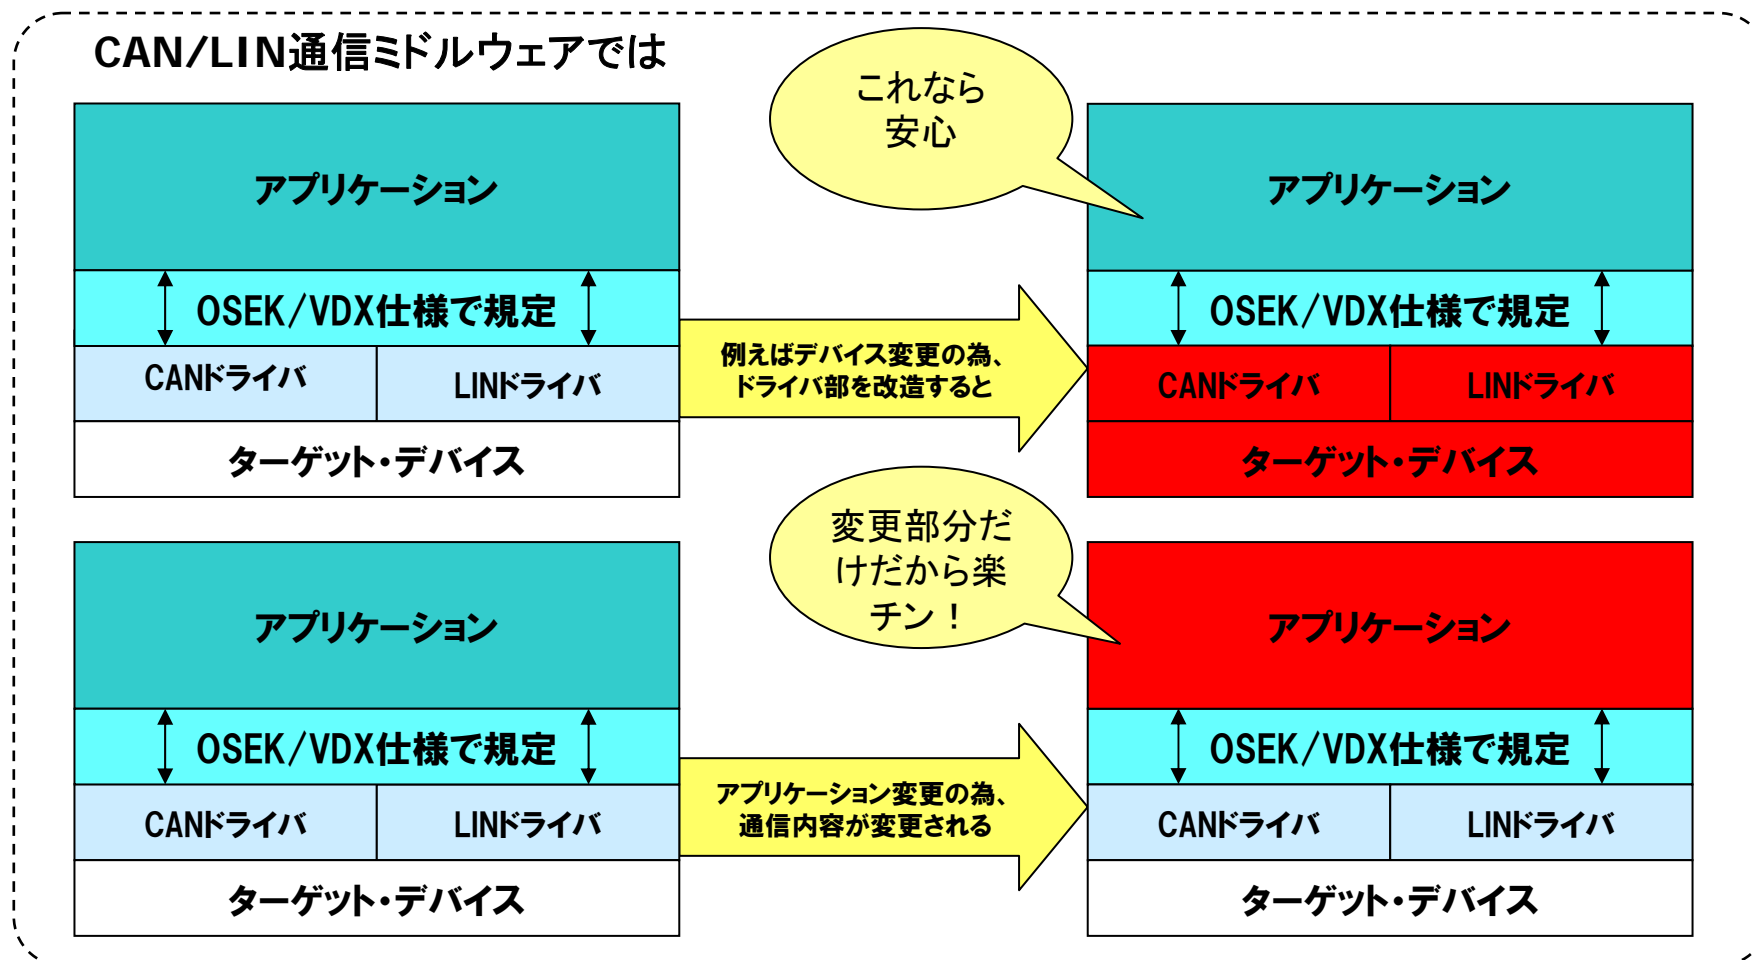 CAN/LIN通信ミドルウェアでは
これなら
安心
アプリケーション
OSEK/VDX仕様で規定
CANドライバ
LINドライバ
ターゲット・デバイス
例えばデバイス変更の為、
ドライバ部を改造すると
アプリケーション
OSEK/VDX仕様で規定
CANドライバ
LINドライバ
ターゲット・デバイス
変更部分だ
けだから楽
チン！
アプリケーション
OSEK/VDX仕様で規定
CANドライバ
LINドライバ
ターゲット・デバイス
アプリケーション変更の為、
通信内容が変更される
アプリケーション
OSEK/VDX仕様で規定
CANドライバ
LINドライバ
ターゲット・デバイス